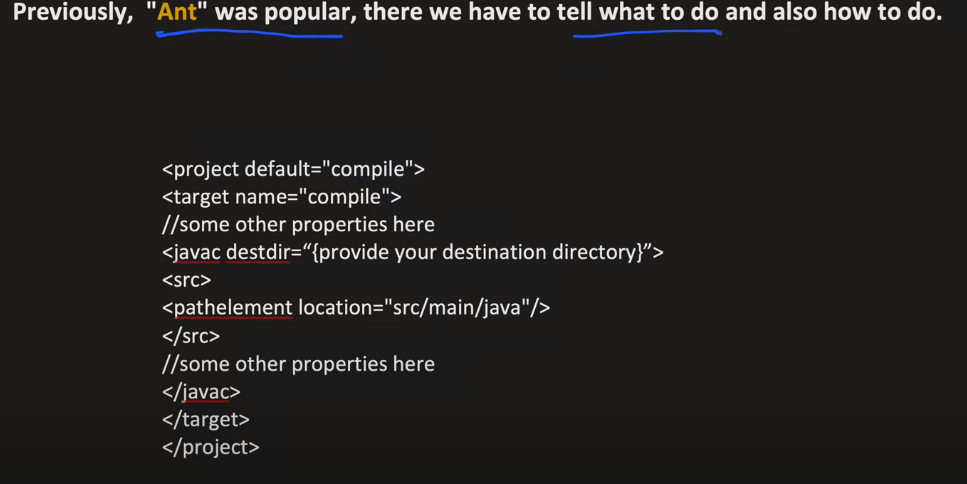 Previously, "Ant" was popular, there we have to tell what to do and also how to do.
<project default="compile">
<target name="compile">
//some other properties here
<javac destdir=“{provide your destination directory}”>
<src>
<pathelement location="src/main/java"/>
</src>
//some other properties here
</javac>
</target>
</project>